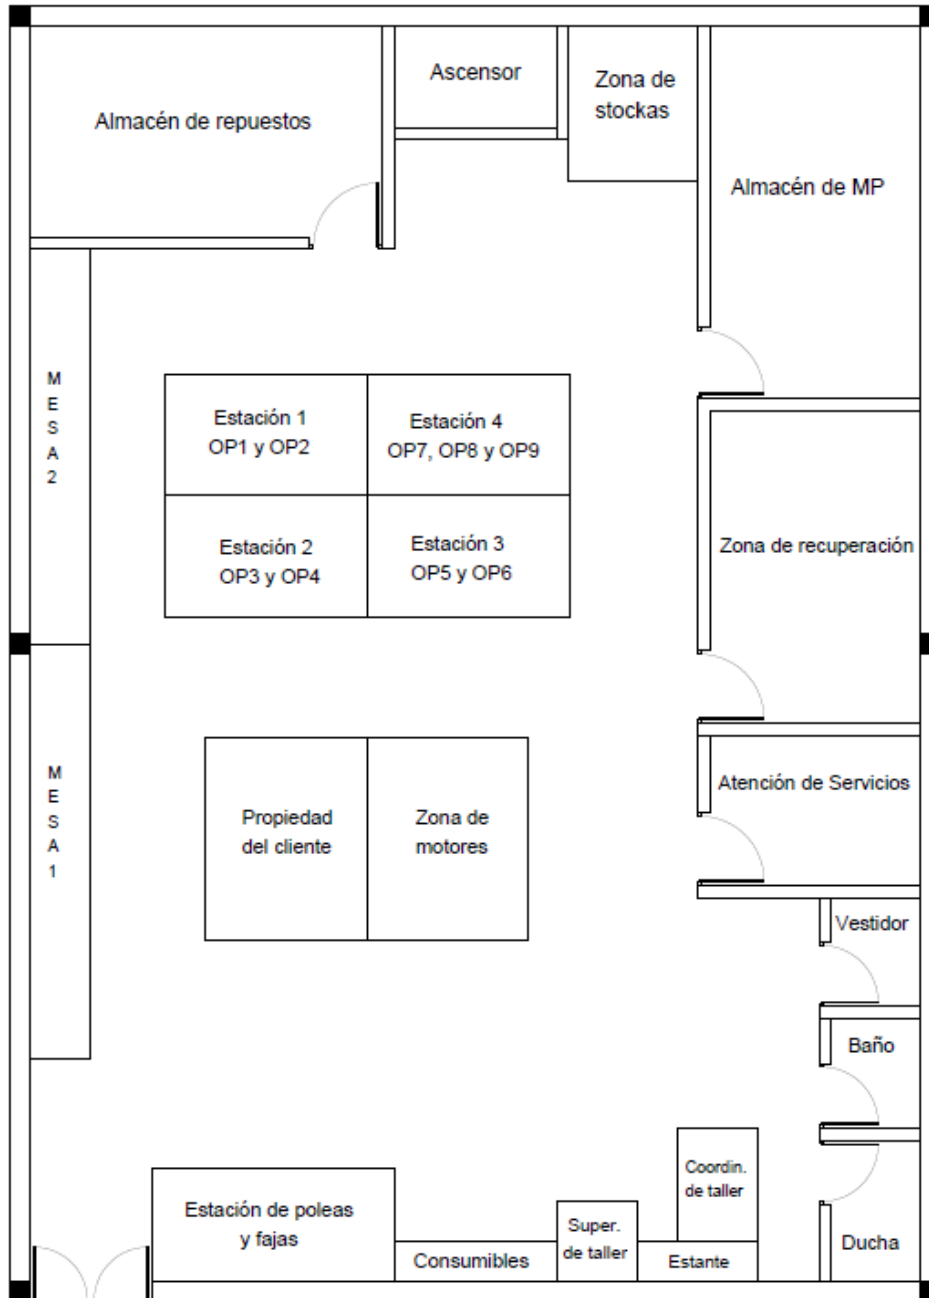 Ascensor
Zona de
stockas
Almacén de repuestos
Almacén de MP
MESA2
Estación 1
OP1 y OP2
Estación 4
OP7, OP8 y OP9
Estación 2
OP3 y OP4
Estación 3
OP5 y OP6
Zona de recuperación
MESA1
Propiedad
del cliente
Zona de
motores
Atención de Servicios
Vestidor
Baño
Coordin.
de taller
Estación de poleas
y fajas
Super.
de taller
Consumibles
Estante
Ducha